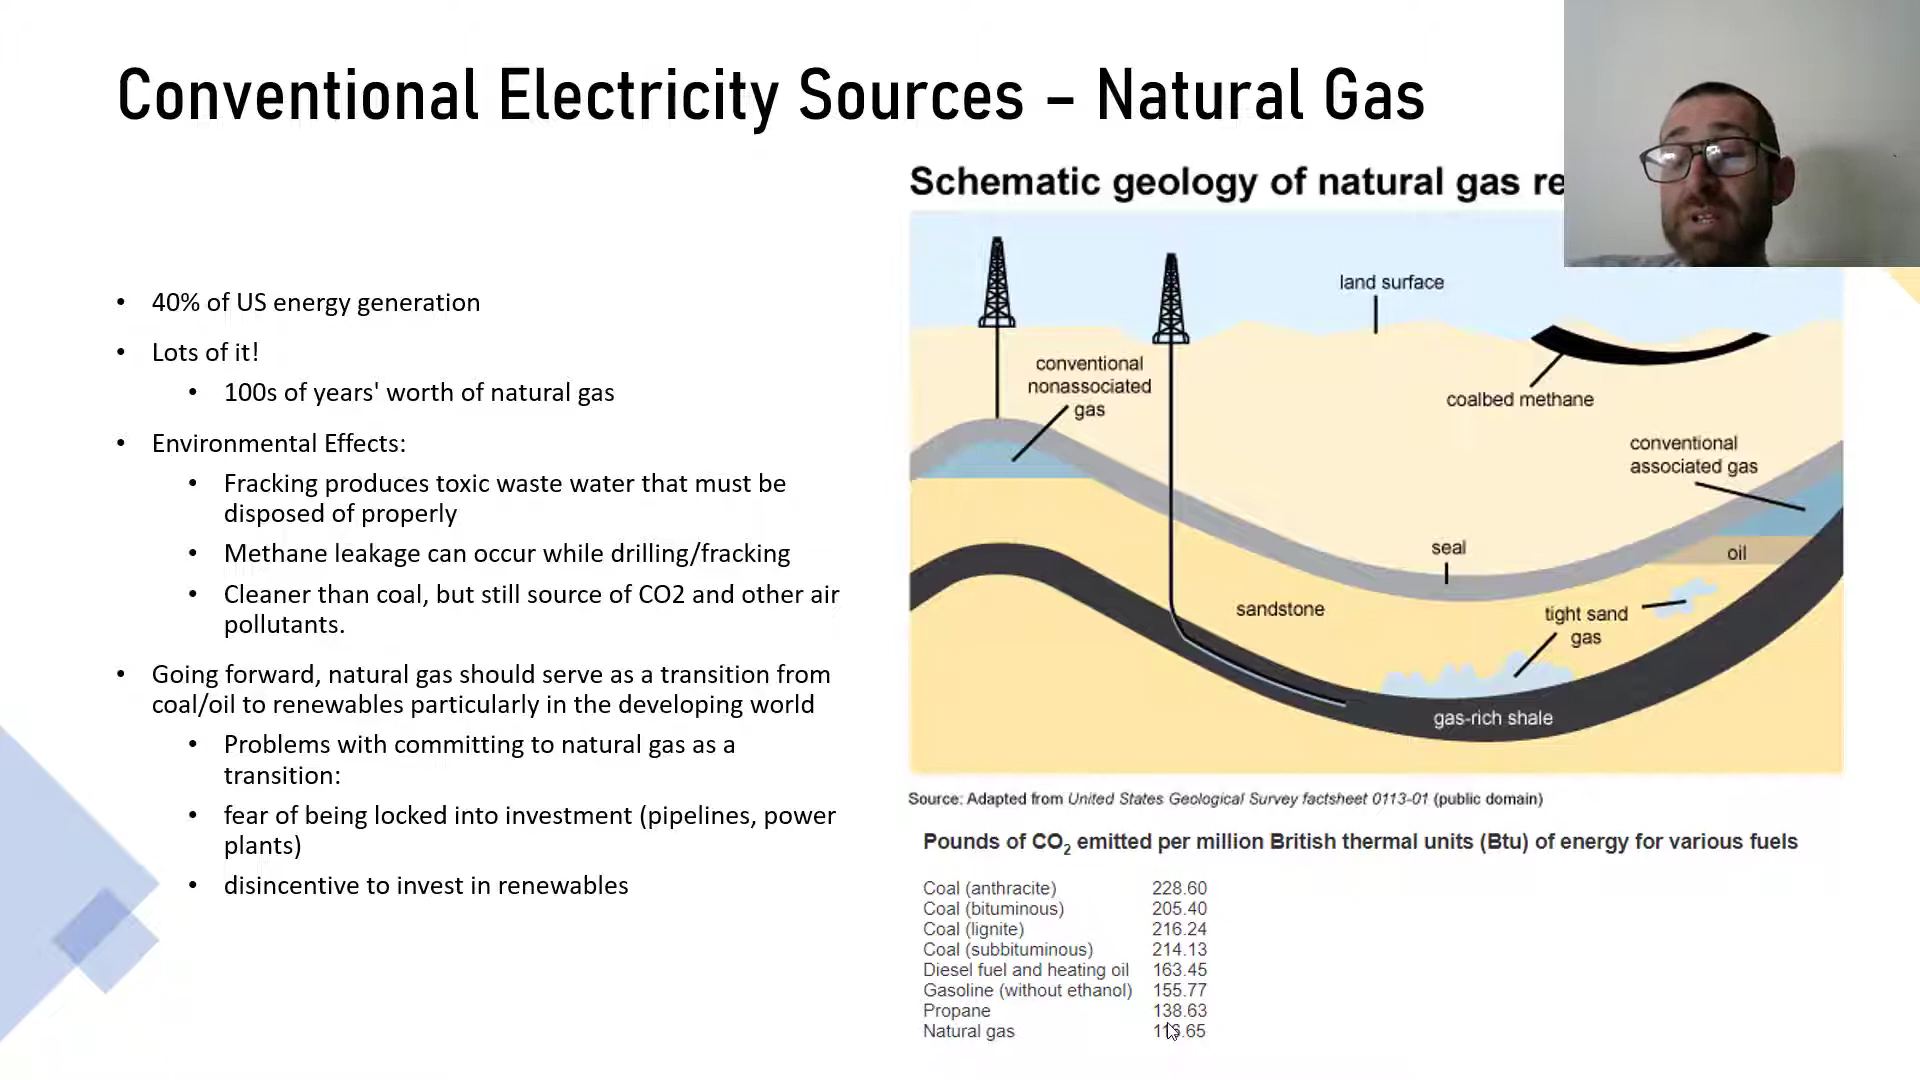 Conventional Electricity Sources – Natural Gas
• 40% of US energy generation
• Lots of it!
• 100s of years' worth of natural gas
• Environmental Effects:
• Fracking produces toxic waste water that must be
disposed of properly
• Methane leakage can occur while drilling/fracking
• Cleaner than coal, but still source of CO2 and other air
pollutants.
• Going forward, natural gas should serve as a transition from
coal/oil to renewables particularly in the developing world
• Problems with committing to natural gas as a
transition:
• fear of being locked into investment (pipelines, power
plants)
• disincentive to invest in renewables
Schematic geology of natural gas
land surface
conventional
nonassociated
gas
coalbed methane
conventional
associated gas
seal
oil
sandstone
tight sand
gas
gas-rich shale
Source: Adapted from United States Geological Survey factsheet 0113-01 (public domain)
Pounds of CO2 emitted per million British thermal units (Btu) of energy for various fuels
Coal (anthracite) 228.60
Coal (bituminous) 205.40
Coal (lignite) 216.24
Coal (subbituminous) 214.13
Diesel fuel and heating oil 163.45
Gasoline (without ethanol) 155.77
Propane 138.63
Natural gas